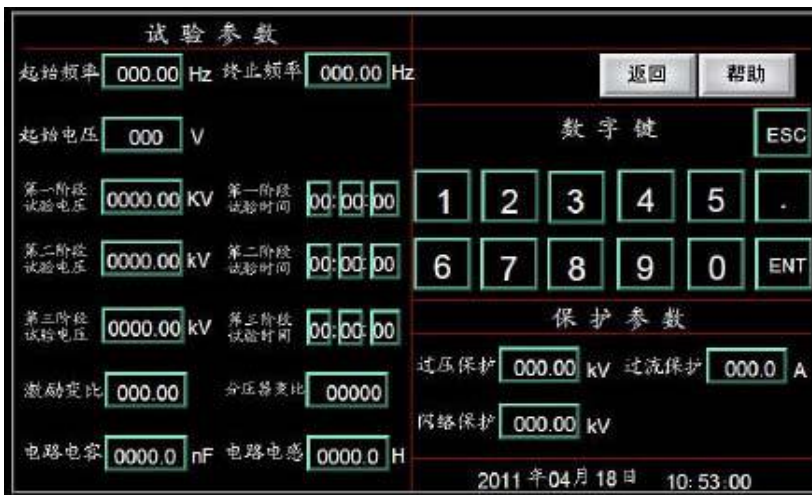 试验参数
起始频率 000.00 Hz 终止频率 000.00 Hz
起始电压 000 V
第一阶段试验电压 0000.00 KV 第一阶段试验时间 00:00:00
第二阶段试验电压 0000.00 kV 第二阶段试验时间 00:00:00
第三阶段试验电压 0000.00 kV 第三阶段试验时间 00:00:00
激励变比 000.00 分压器变比 00000
电路电容 0000.0 nF 电路电感 0000.0 H
返回 帮助
数字键 ESC
1 2 3 4 5 .
6 7 8 9 0 ENT
保护参数
过压保护 000.00 kV 过流保护 000.0 A
闪络保护 000.00 kV
2011年04月18日 10:53:00